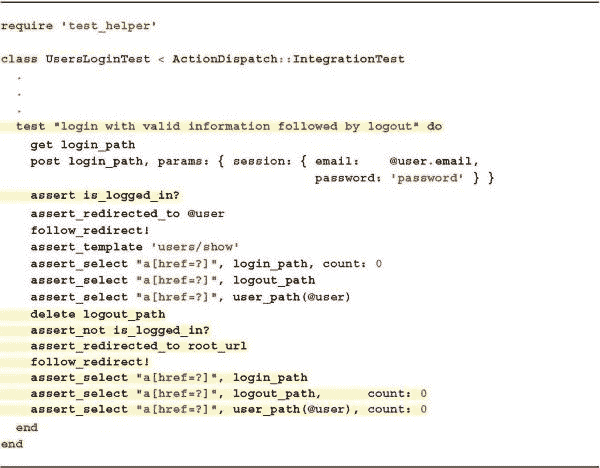 require 'test_helper'
class UsersLoginTest < ActionDispatch::IntegrationTest
.
.
.
test "login with valid information followed by logout" do
get login_path
post login_path, params: { session: { email:    @user.email,
password: 'password' } }
assert is_logged_in?
assert_redirected_to @user
follow_redirect!
assert_template 'users/show'
assert_select "a[href=?]", login_path, count: 0
assert_select "a[href=?]", logout_path
assert_select "a[href=?]", user_path(@user)
delete logout_path
assert_not is_logged_in?
assert_redirected_to root_url
follow_redirect!
assert_select "a[href=?]", login_path
assert_select "a[href=?]", logout_path,      count: 0
assert_select "a[href=?]", user_path(@user), count: 0
end
end